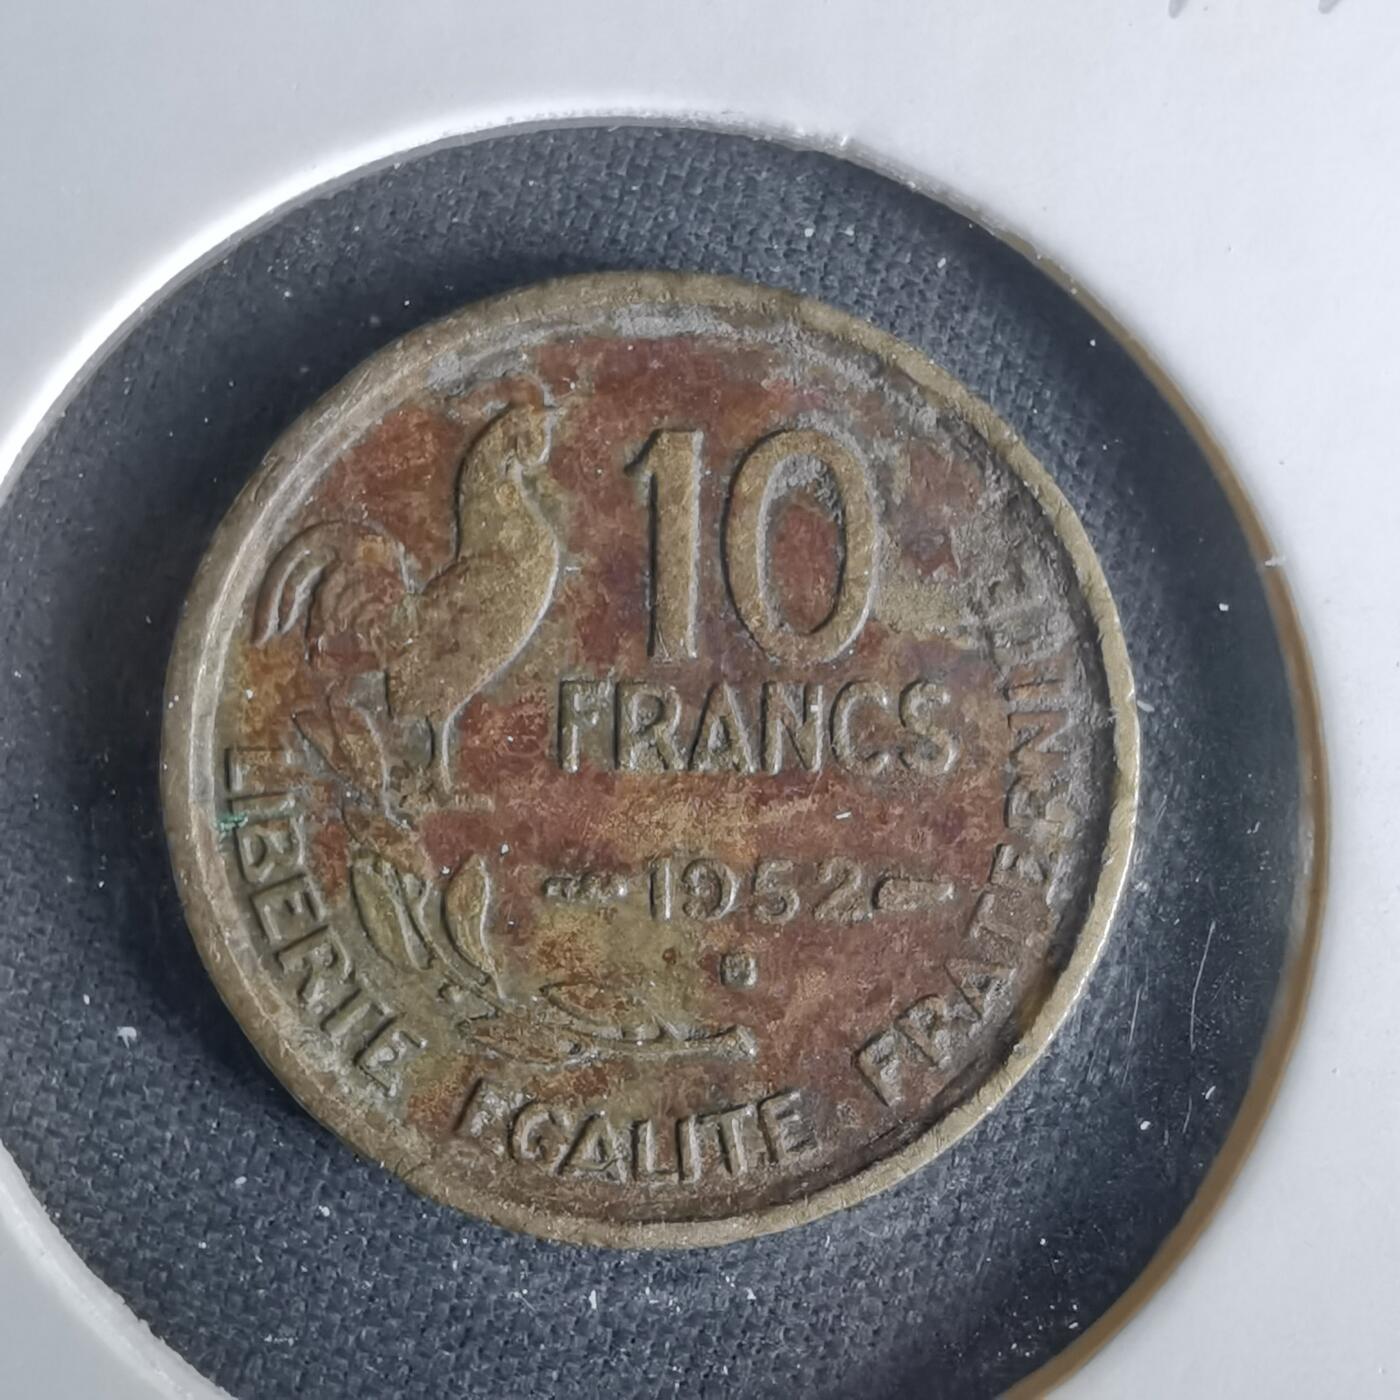 10
FRANCS
1952
B
LIBERTE
EGALITE
FRATERNITE